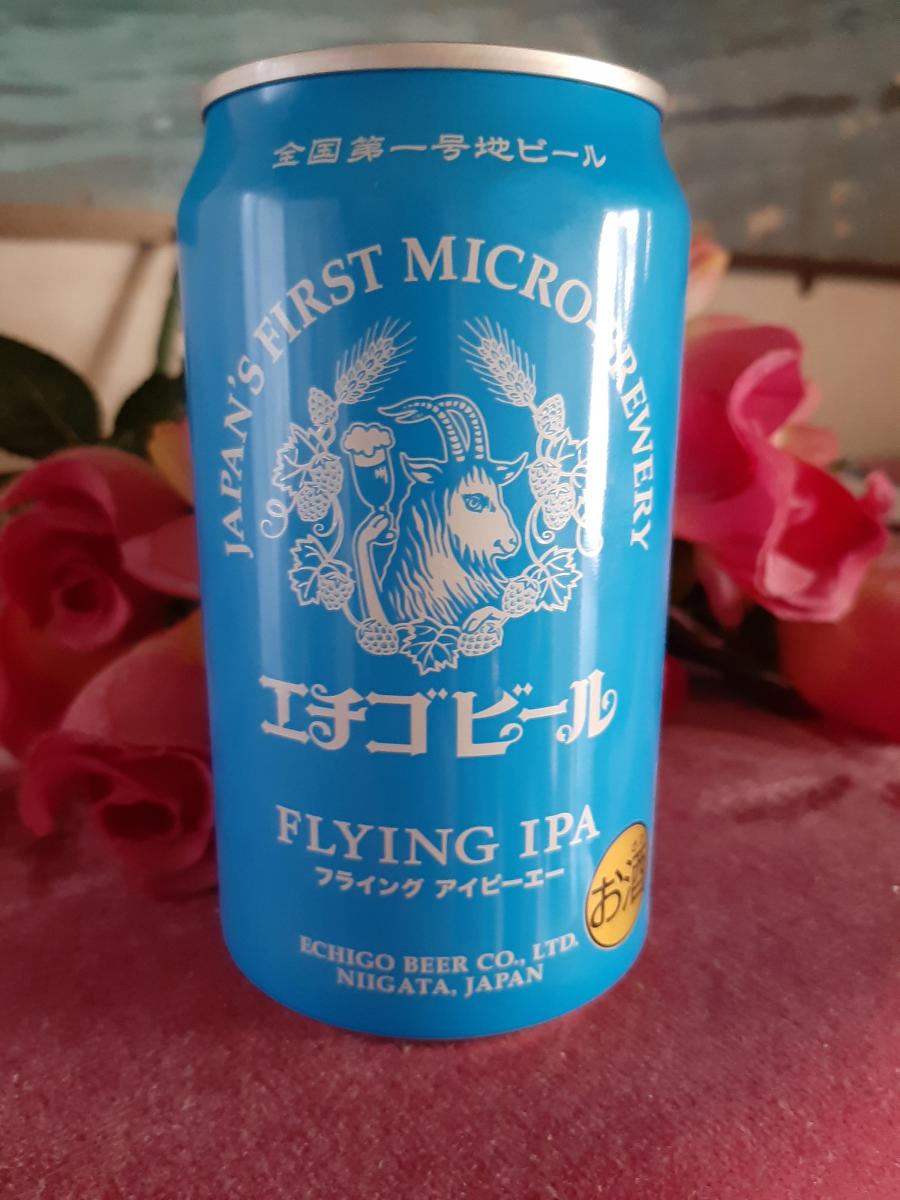 全国第一号地ビール
JAPAN'S FIRST MICRO-BREWERY
エチゴビール
FLYING IPA
フライング アイピーエー
お酒
ECHIGO BEER CO., LTD.
NIIGATA, JAPAN